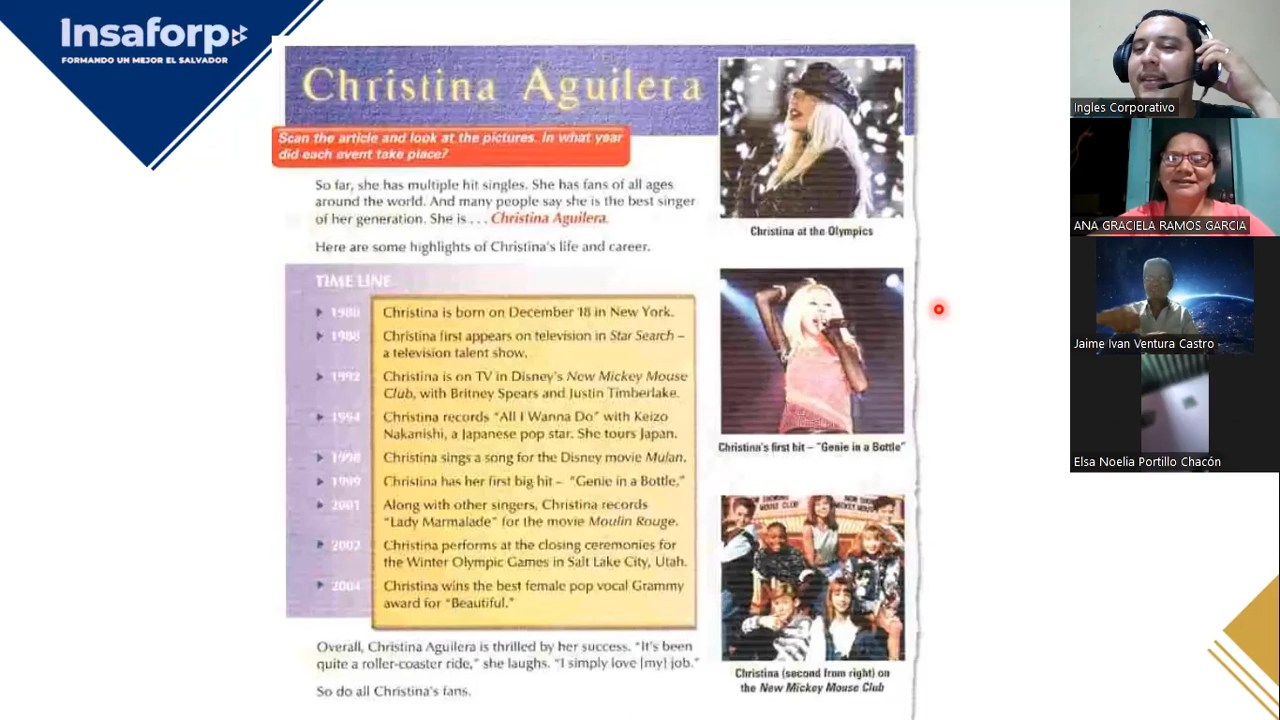 Insaforp
FORMANDO UN MEJOR EL SALVADOR
Christina Aguilera
Scan the article and look at the pictures. In what year
did each event take place?
So far, she has multiple hit singles. She has fans of all ages
around the world. And many people say she is the best singer
of her generation. She is . . . Christina Aguilera.
Here are some highlights of Christina's life and career.
TIME LINE
1980 Christina is born on December 18 in New York.
1988 Christina first appears on television in Star Search –
a television talent show.
1992 Christina is on TV in Disney's New Mickey Mouse
Club, with Britney Spears and Justin Timberlake.
1994 Christina records "All I Wanna Do" with Keizo
Nakanishi, a Japanese pop star. She tours Japan.
1998 Christina sings a song for the Disney movie Mulan.
1999 Christina has her first big hit – "Genie in a Bottle."
2001 Along with other singers, Christina records
"Lady Marmalade" for the movie Moulin Rouge.
2002 Christina performs at the closing ceremonies for
the Winter Olympic Games in Salt Lake City, Utah.
2004 Christina wins the best female pop vocal Grammy
award for "Beautiful."
Overall, Christina Aguilera is thrilled by her success. "It's been
quite a roller-coaster ride," she laughs. "I simply love [my] job."
So do all Christina's fans.
Christina at the Olympics
Christina's first hit – "Genie in a Bottle"
Christina (second from right) on
the New Mickey Mouse Club
Ingles Corporativo
ANA GRACIELA RAMOS GARCIA
Jaime Ivan Ventura Castro
Elsa Noelia Portillo Chacón